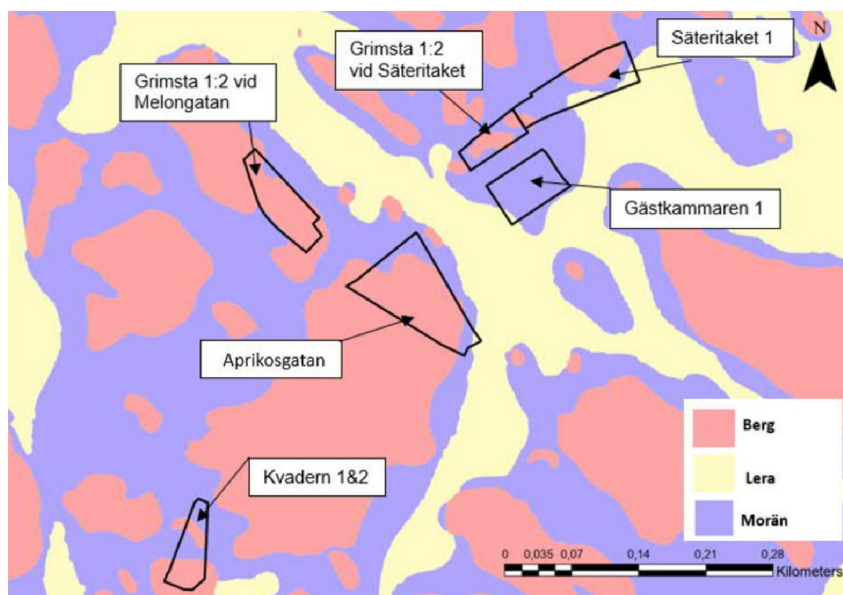 Grimsta 1:2
vid Säteritaket
Säteritaket 1
N
Grimsta 1:2 vid
Melongatan
Gästkammaren 1
Aprikosgatan
Kvadern 1&2
Berg
Lera
Morän
0 0,035 0,07 0,14 0,21 0,28
Kilometers